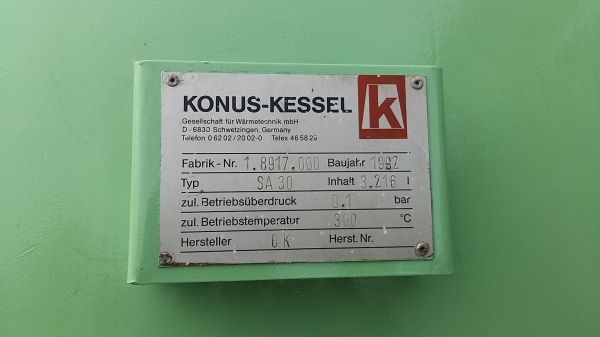 KONUS-KESSEL
K
Gesellschaft für Wärmetechnik mbH
D-6830 Schwetzingen, Germany
Telefon 0 62 02 / 20 02-0 Telex 46 58 29
Fabrik-Nr. 1.8917.000 Baujahr 1992
Typ SA 30 Inhalt 3.216 l
zul. Betriebsüberdruck 0.1 bar
zul. Betriebstemperatur 300 °C
Hersteller Herst. Nr.